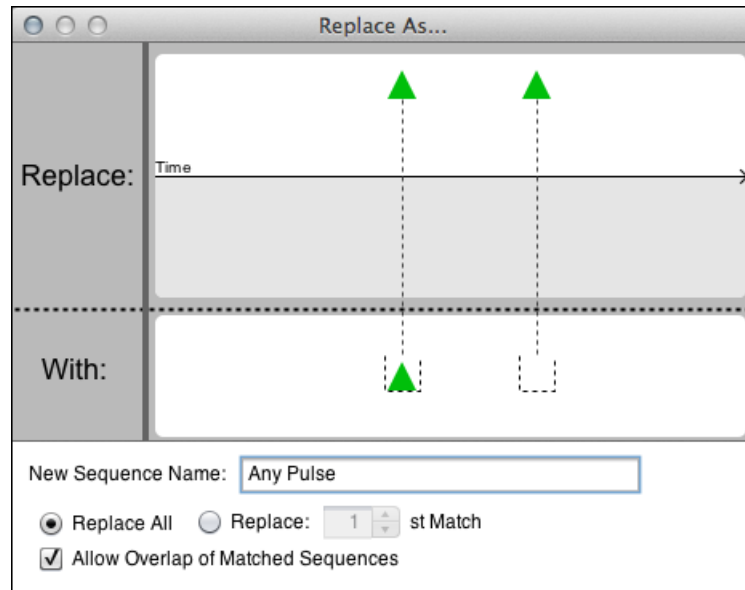 Replace As...
Replace:
Time
With:
New Sequence Name: Any Pulse
Replace All Replace: 1 st Match
Allow Overlap of Matched Sequences